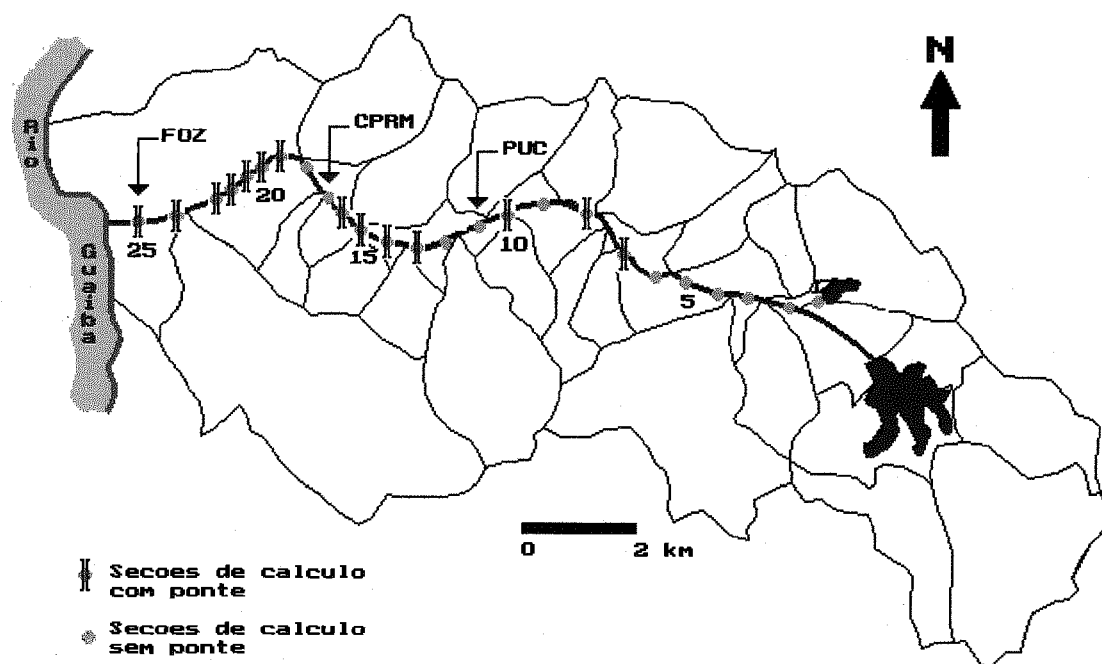 N
Rio
Guaiba
FOZ
CPRM
PUC
20
25
15
10
5
0 2 km
Secoes de calculo
com ponte
Secoes de calculo
sem ponte